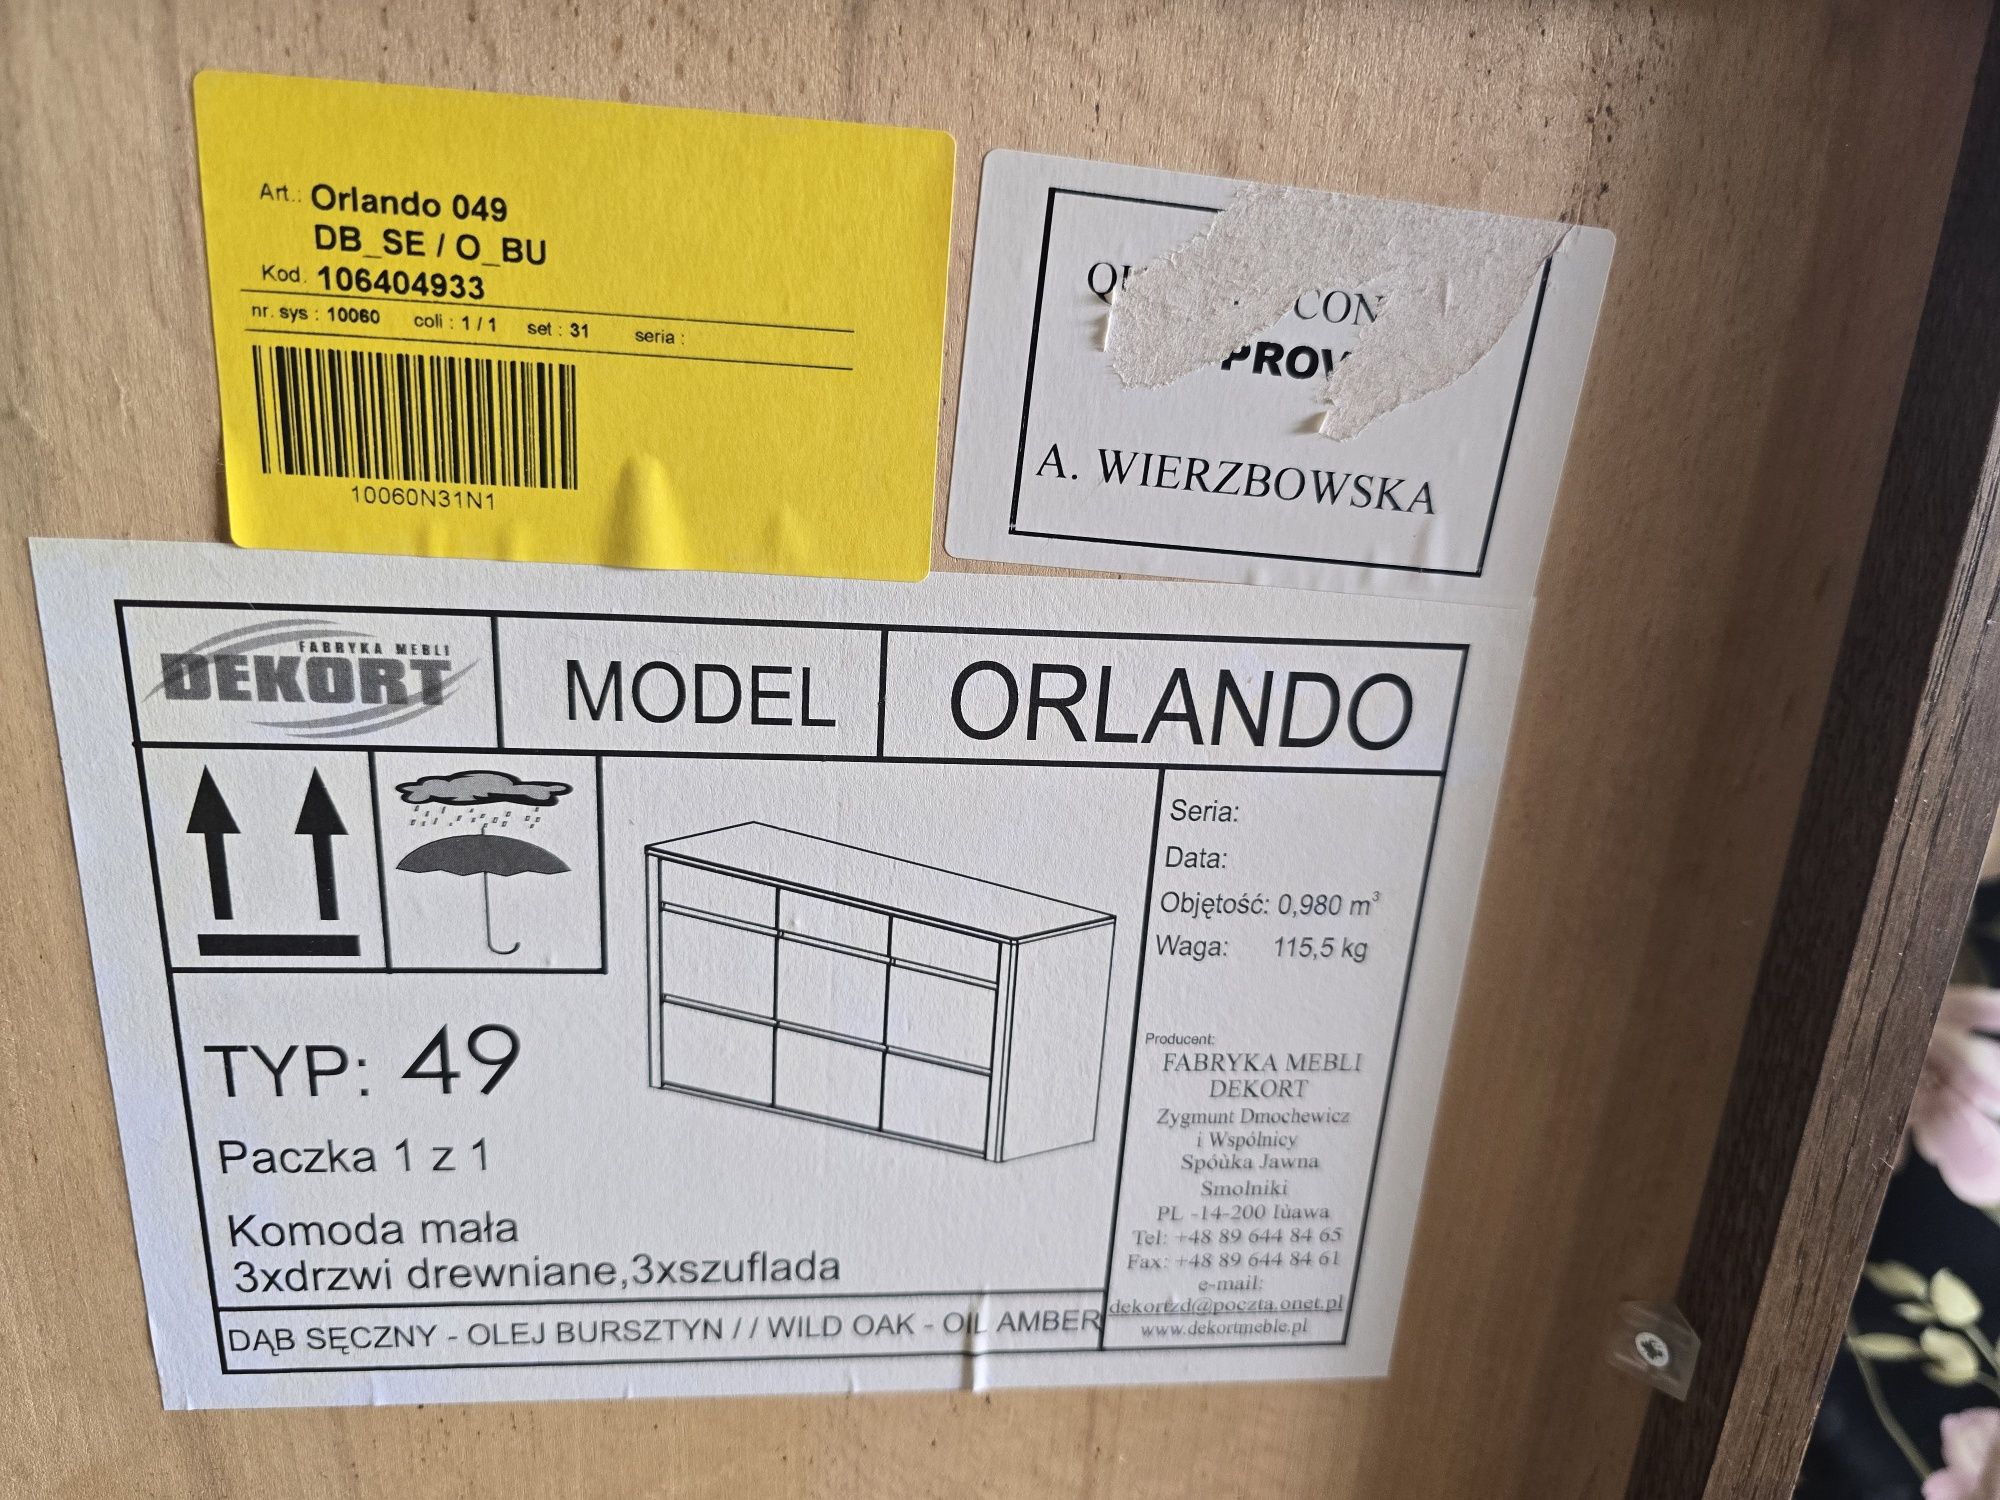 Art.: Orlando 049
DB_SE / O_BU
Kod. 106404933
nr. sys : 10060 coli : 1 / 1 set : 31 seria :
10060N31N1
CON
A. WIERZBOWSKA
FABRYKA MEBLI
DEKORT
MODEL
ORLANDO
Seria:
Data:
Objętość: 0,980 m³
Waga: 115,5 kg
TYP: 49
Paczka 1 z 1
Komoda mała
3xdrzwi drewniane,3xszuflada
DĄB SĘCZNY - OLEJ BURSZTYN / / WILD OAK - OIL AMBER
Producent:
FABRYKA MEBLI
DEKORT
Zygmunt Dmochewicz
i Wspólnicy
Spóùka Jawna
Smolniki
PL -14-200 Iùawa
Tel: +48 89 644 84 65
Fax: +48 89 644 84 61
e-mail:
dekortzd@poczta.onet.pl
www.dekortmeble.pl